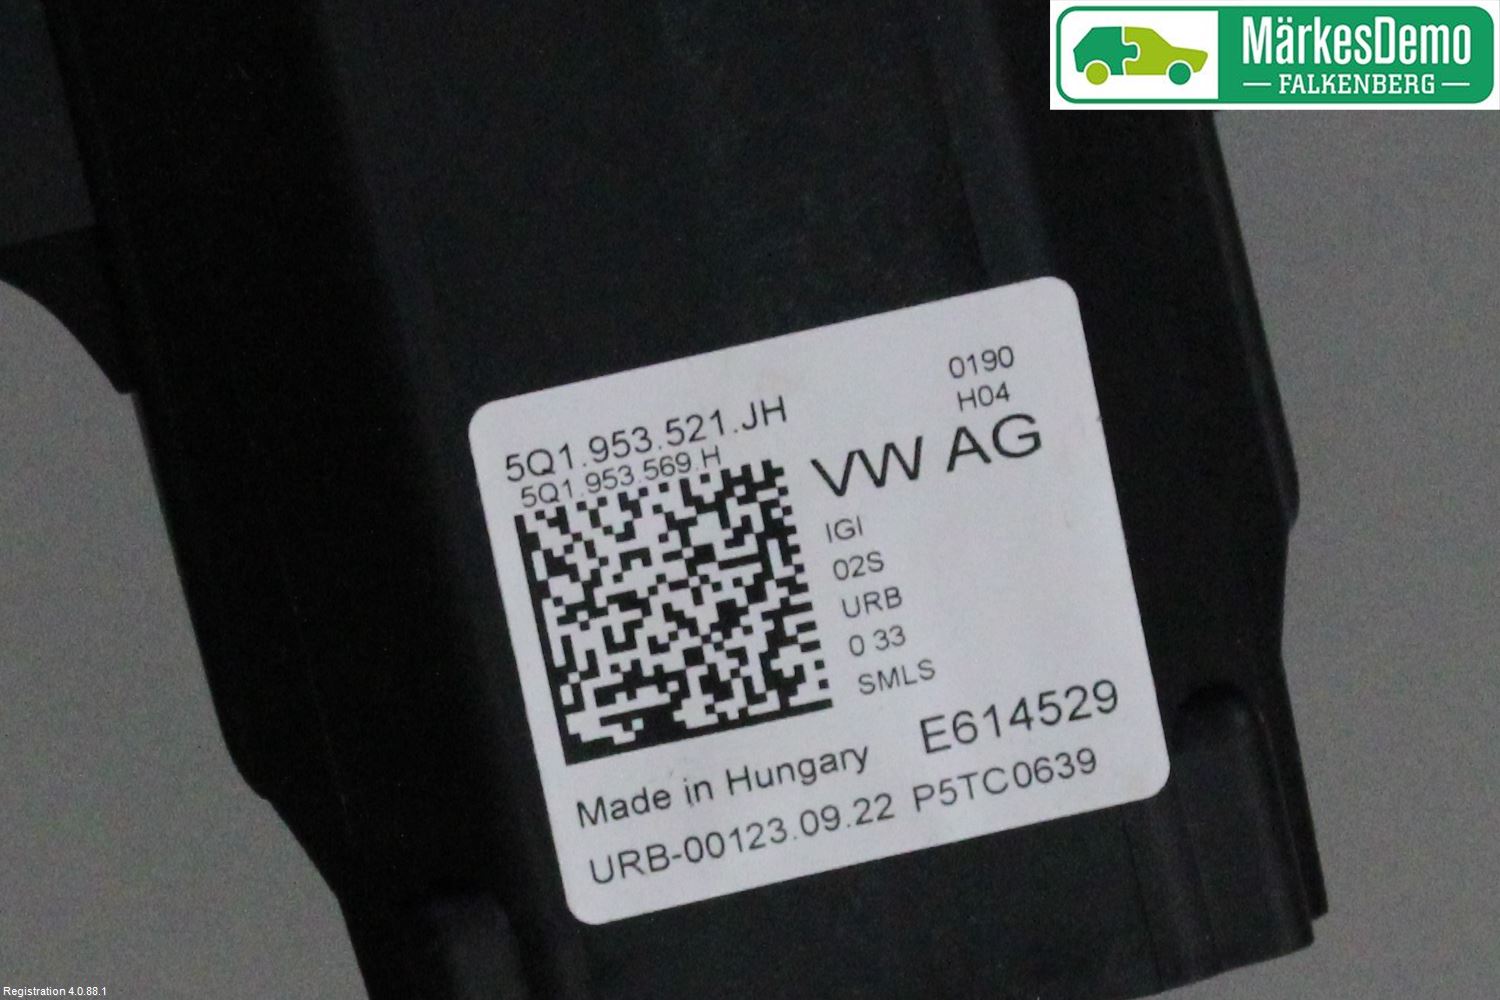 MärkesDemo
FALKENBERG
0190
H04
5Q1.953.521.JH
5Q1.953.569.H
VW AG
IGI
02S
URB
0 33
SMLS
E614529
Made in Hungary
URB-00123.09.22 P5TC0639
Registration 4.0.88.1